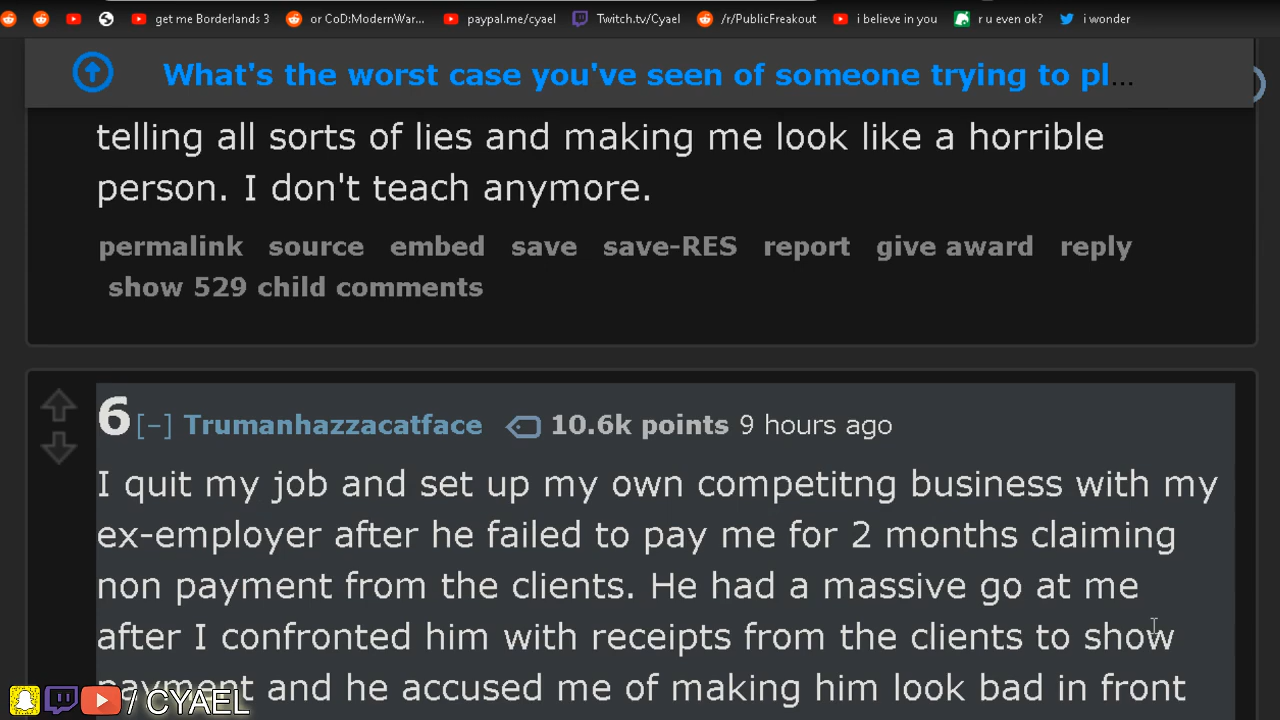 get me Borderlands 3 or CoD:ModernWar... paypal.me/cyael Twitch.tv/Cyael /r/PublicFreakout i believe in you r u even ok? i wonder
What's the worst case you've seen of someone trying to pl...
telling all sorts of lies and making me look like a horrible
person. I don't teach anymore.
permalink source embed save save-RES report give award reply
show 529 child comments
6 [–] Trumanhazzacatface 10.6k points 9 hours ago
I quit my job and set up my own competitng business with my
ex-employer after he failed to pay me for 2 months claiming
non payment from the clients. He had a massive go at me
after I confronted him with receipts from the clients to show
payment and he accused me of making him look bad in front
/ CYAEL